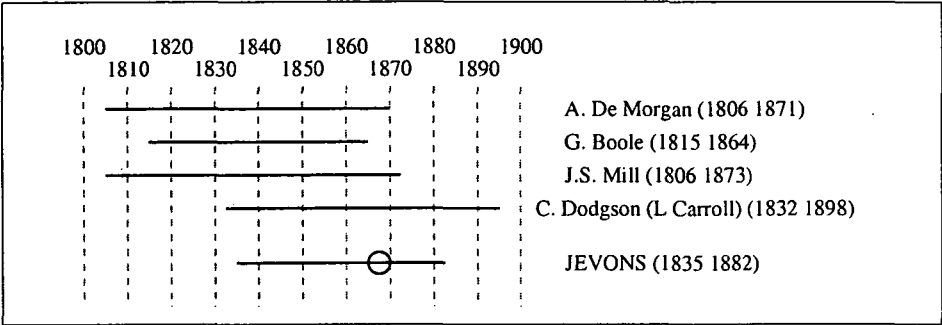 1800 1820 1840 1860 1880 1900
1810 1830 1850 1870 1890
A. De Morgan (1806 1871)
G. Boole (1815 1864)
J.S. Mill (1806 1873)
C. Dodgson (L Carroll) (1832 1898)
JEVONS (1835 1882)